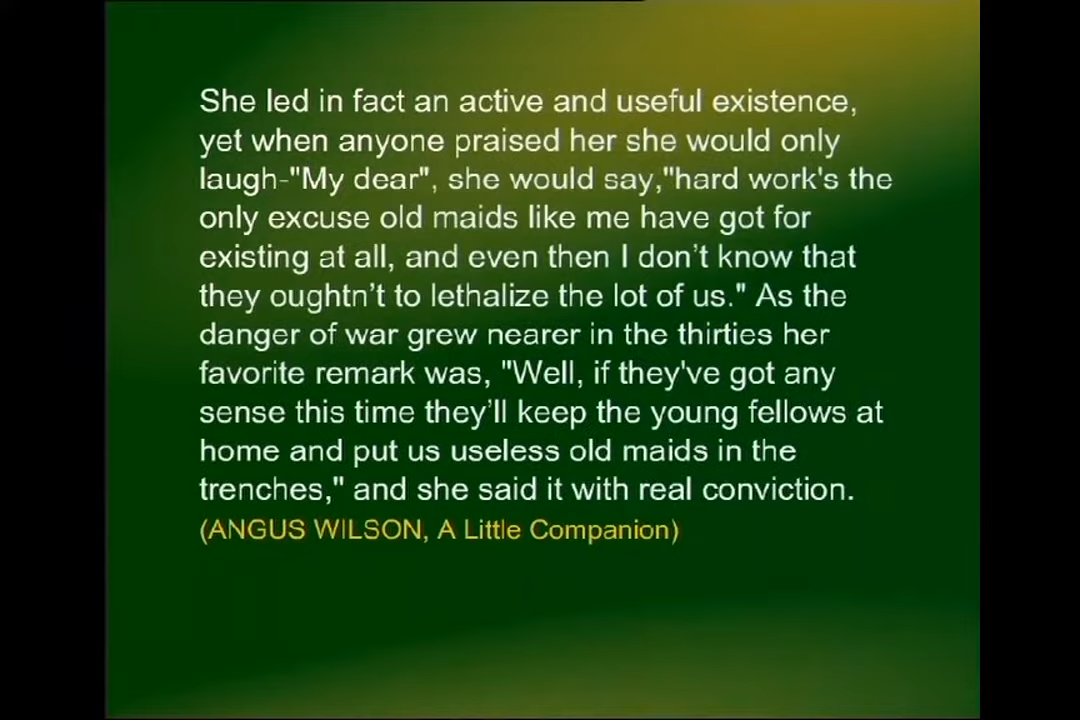 She led in fact an active and useful existence,
yet when anyone praised her she would only
laugh-"My dear", she would say,"hard work's the
only excuse old maids like me have got for
existing at all, and even then I don’t know that
they oughtn’t to lethalize the lot of us." As the
danger of war grew nearer in the thirties her
favorite remark was, "Well, if they've got any
sense this time they’ll keep the young fellows at
home and put us useless old maids in the
trenches," and she said it with real conviction.
(ANGUS WILSON, A Little Companion)